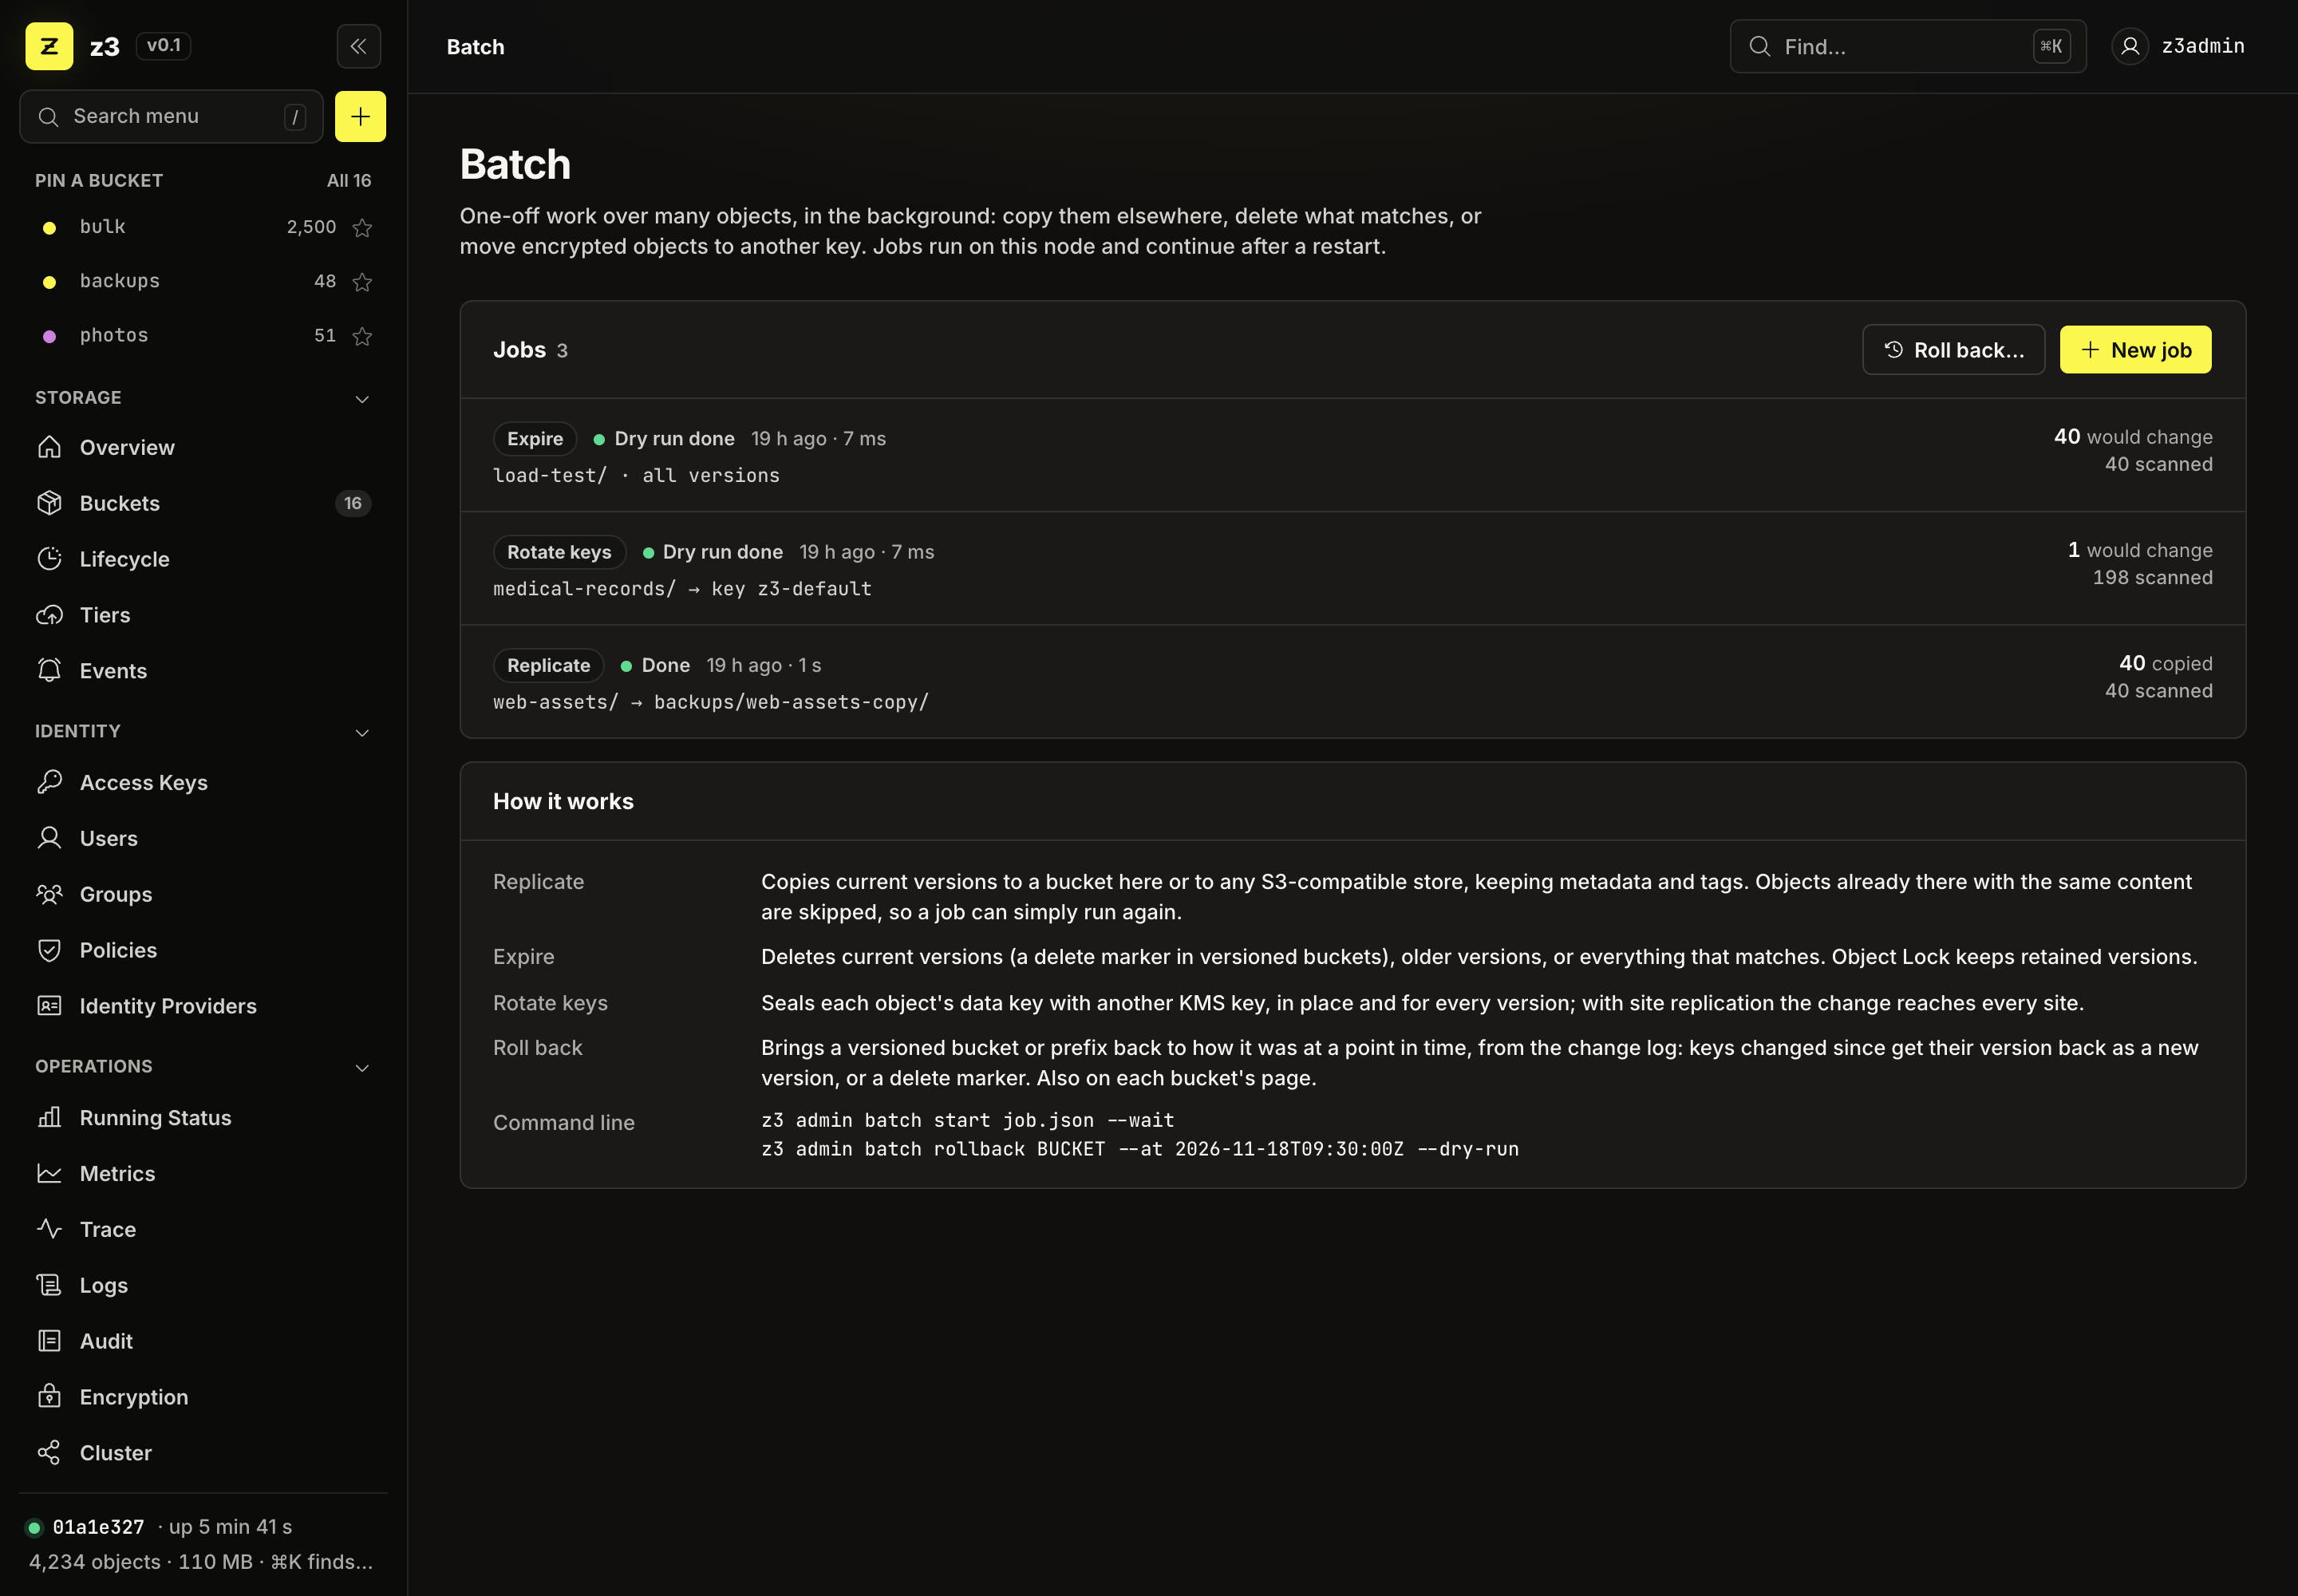 z3 v0.1
Search menu /
PIN A BUCKET All 16
bulk 2,500
backups 48
photos 51
STORAGE
Overview
Buckets 16
Lifecycle
Tiers
Events
IDENTITY
Access Keys
Users
Groups
Policies
Identity Providers
OPERATIONS
Running Status
Metrics
Trace
Logs
Audit
Encryption
Cluster
01a1e327 · up 5 min 41 s
4,234 objects · 110 MB · ⌘K finds…
Batch
Find… ⌘K
z3admin
Batch
One-off work over many objects, in the background: copy them elsewhere, delete what matches, or
move encrypted objects to another key. Jobs run on this node and continue after a restart.
Jobs 3
Roll back…
New job
Expire Dry run done 19 h ago · 7 ms
40 would change
load-test/ · all versions
40 scanned
Rotate keys Dry run done 19 h ago · 7 ms
1 would change
medical-records/ → key z3-default
198 scanned
Replicate Done 19 h ago · 1 s
40 copied
web-assets/ → backups/web-assets-copy/
40 scanned
How it works
Replicate
Copies current versions to a bucket here or to any S3-compatible store, keeping metadata and tags. Objects already there with the same content
are skipped, so a job can simply run again.
Expire
Deletes current versions (a delete marker in versioned buckets), older versions, or everything that matches. Object Lock keeps retained versions.
Rotate keys
Seals each object's data key with another KMS key, in place and for every version; with site replication the change reaches every site.
Roll back
Brings a versioned bucket or prefix back to how it was at a point in time, from the change log: keys changed since get their version back as a new
version, or a delete marker. Also on each bucket's page.
Command line
z3 admin batch start job.json --wait
z3 admin batch rollback BUCKET --at 2026-11-18T09:30:00Z --dry-run